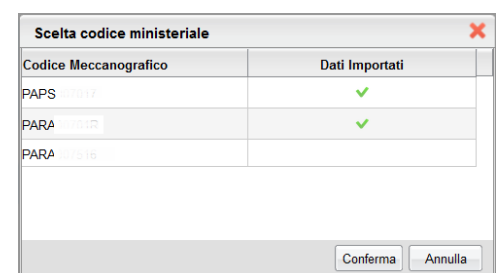 Scelta codice ministeriale
Codice Meccanografico Dati Importati
PAPS
PARA
PARA
Conferma Annulla